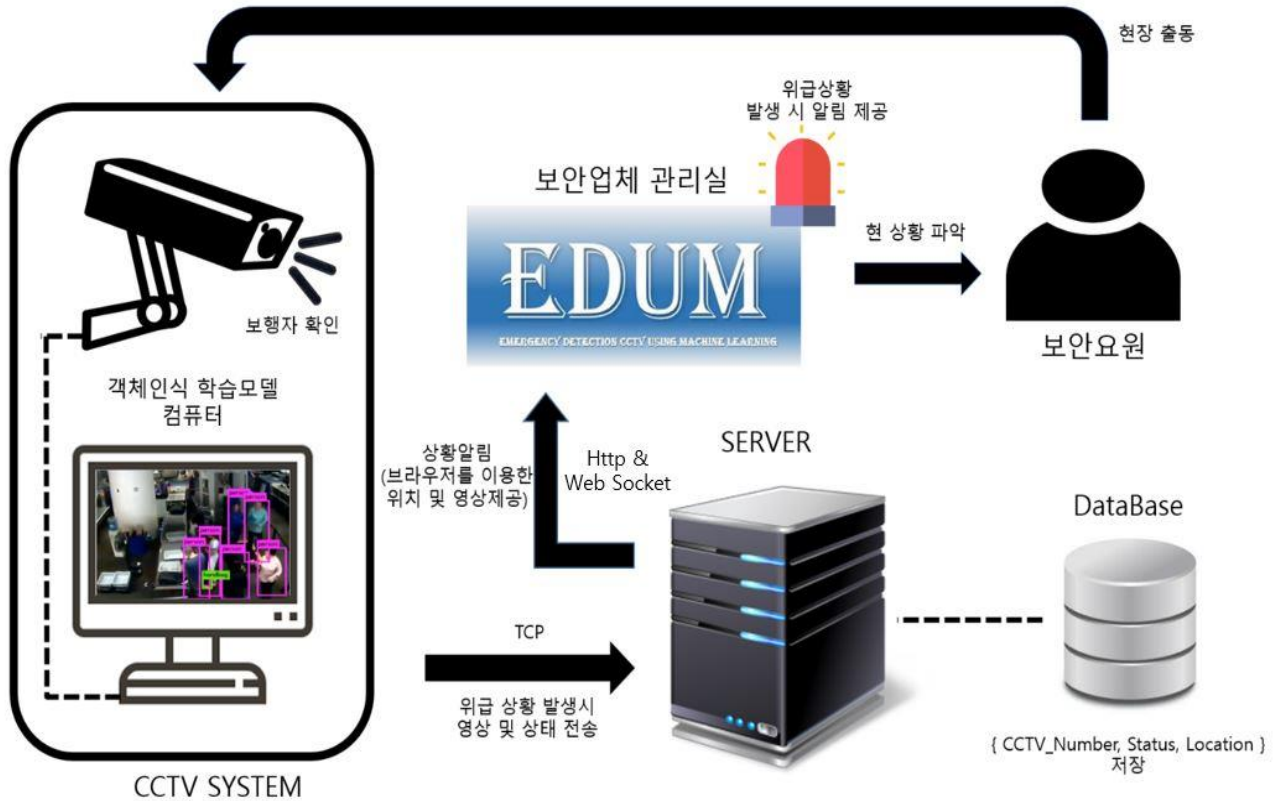 현장 출동
위급상황
발생 시 알림 제공
보안업체 관리실
EDUM
EMERGENCY DETECTION CCTV USING MACHINE LEARNING
현 상황 파악
보안요원
보행자 확인
객체인식 학습모델
컴퓨터
상황알림
(브라우저를 이용한
위치 및 영상제공)
Http &
Web Socket
SERVER
DataBase
TCP
위급 상황 발생시
영상 및 상태 전송
{ CCTV_Number, Status, Location }
저장
CCTV SYSTEM